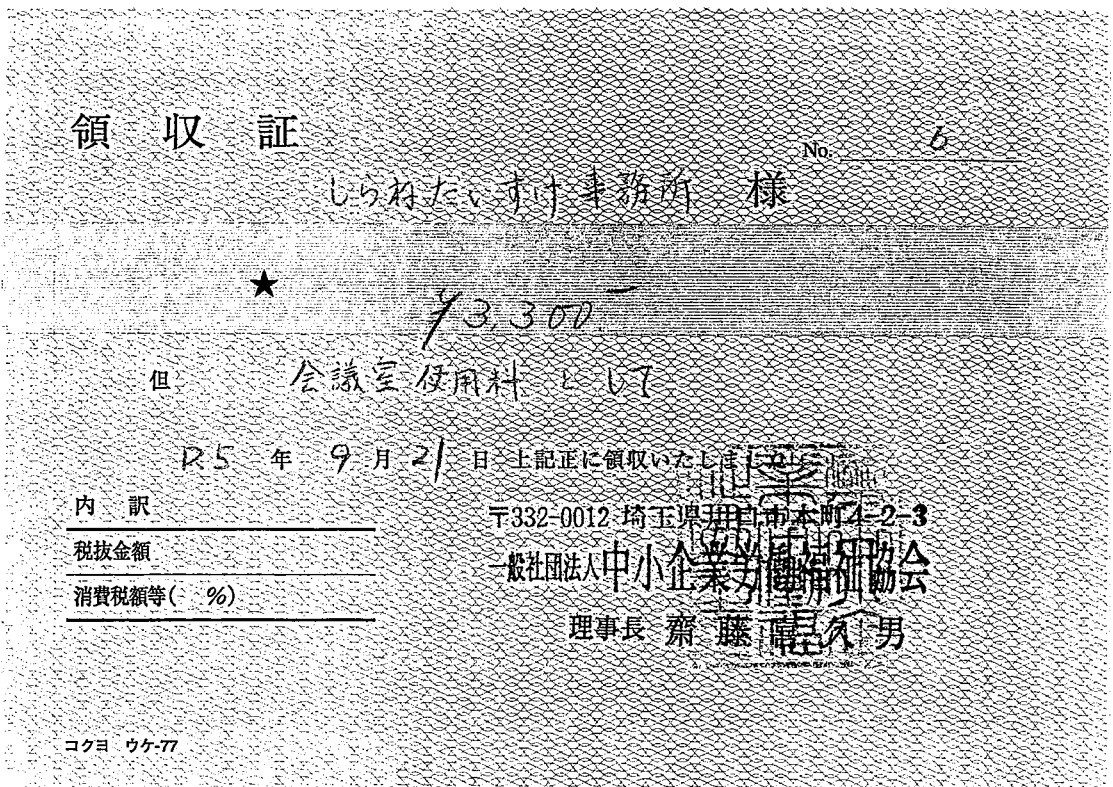 領 収 証
No. 6
しらねたいすけ事務所 様
★
¥3,300-
但 会議室使用料 として
R5 年 9 月 21 日 上記正に領収いたしました
内 訳
税抜金額
消費税額等( %)
〒332-0012 埼玉県川口市本町4-2-3
一般社団法人中小企業労働福祉協会
理事長 齋 藤 久 男
コクヨ ウケ-77